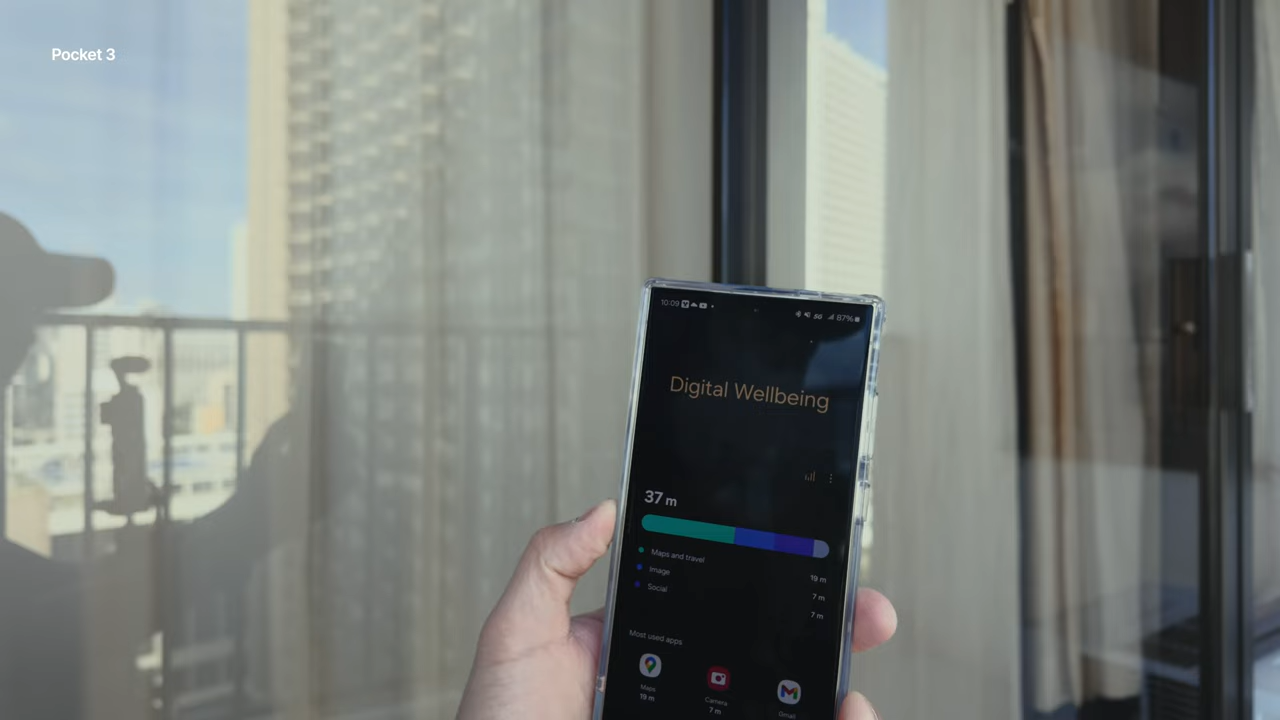 Pocket 3
10:09
5G
87%
Digital Wellbeing
37 m
Maps and travel
19 m
Image
7 m
Social
7 m
Most used apps
Maps
Camera
Gmail
19 m
7 m